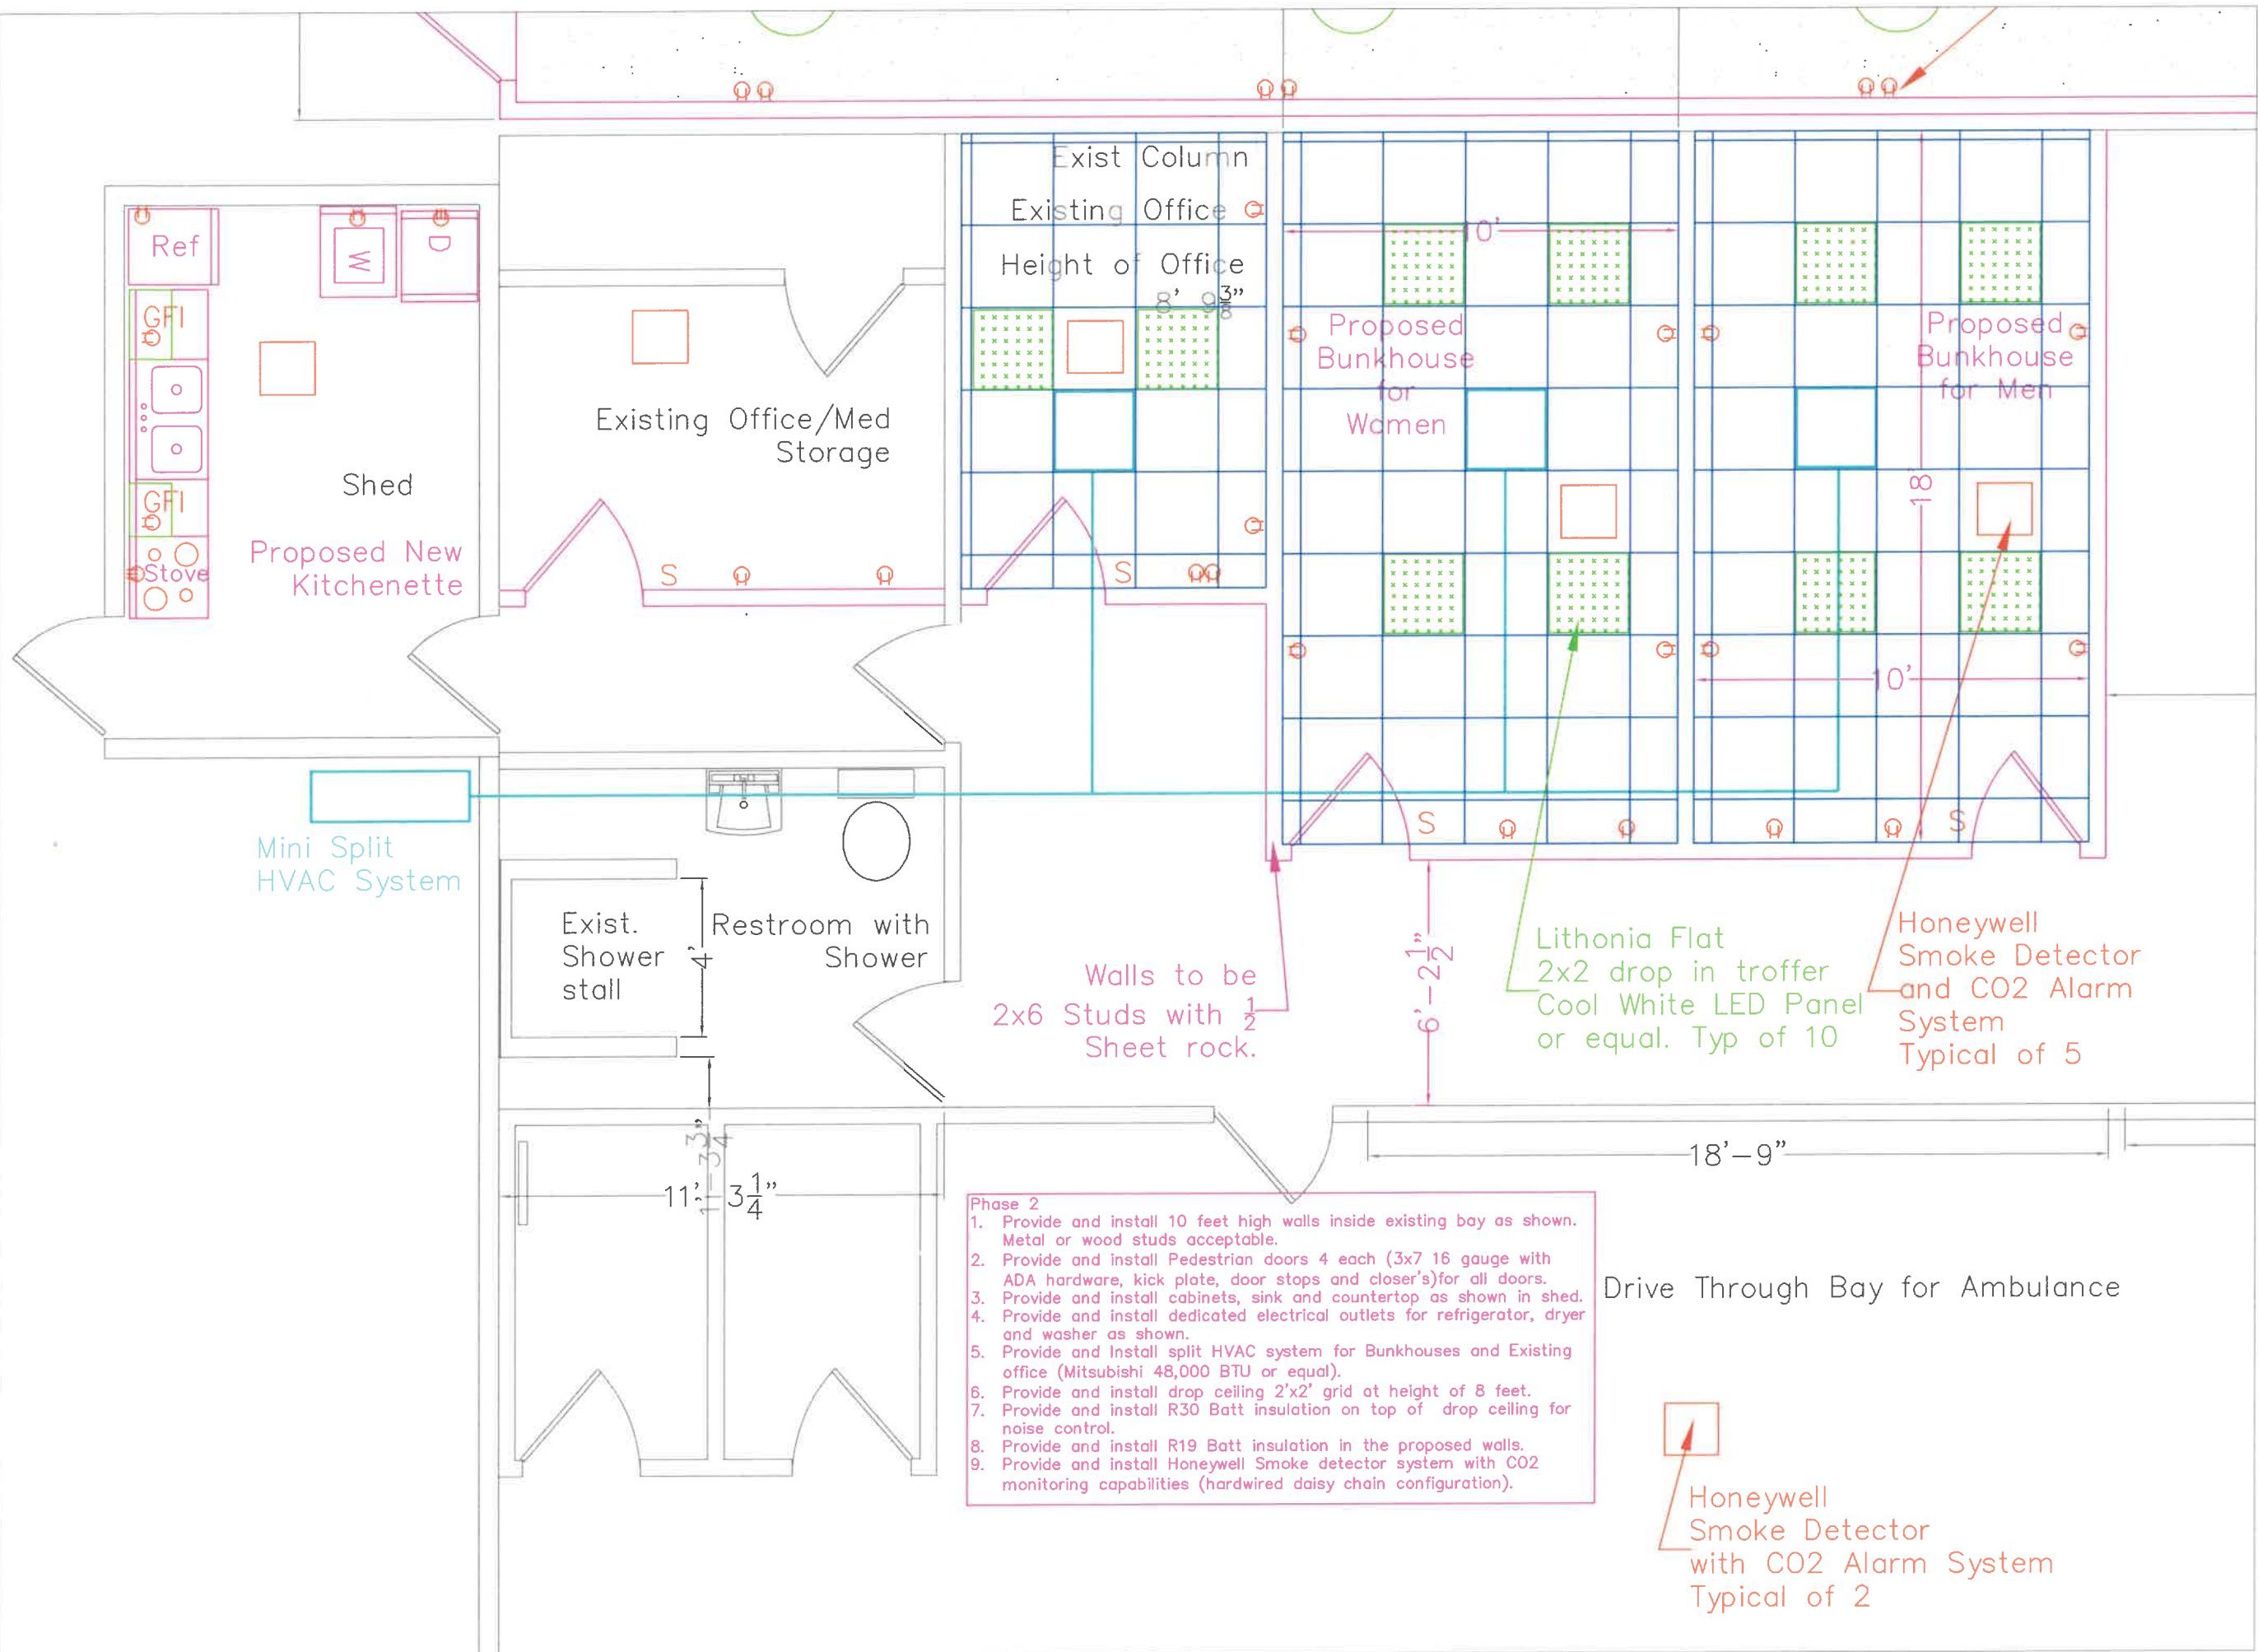 Ref
W
D
GFI
GFI
Stove
Shed
Proposed New
Kitchenette
Existing Office/Med
Storage
S
Exist Column
Existing Office
Height of Office
8' 9 3/8"
S
10'
Proposed
Bunkhouse
for
Women
S
Proposed
Bunkhouse
for Men
18'
10'
S
Mini Split
HVAC System
Exist.
Shower
stall
4'
Restroom with
Shower
Walls to be
2x6 Studs with 1/2
Sheet rock.
6'-2 1/2"
Lithonia Flat
2x2 drop in troffer
Cool White LED Panel
or equal. Typ of 10
Honeywell
Smoke Detector
and CO2 Alarm
System
Typical of 5
1'-3 3/4"
11'-3 1/4"
18'-9"
Phase 2
1. Provide and install 10 feet high walls inside existing bay as shown.
Metal or wood studs acceptable.
2. Provide and install Pedestrian doors 4 each (3x7 16 gauge with
ADA hardware, kick plate, door stops and closer's)for all doors.
3. Provide and install cabinets, sink and countertop as shown in shed.
4. Provide and install dedicated electrical outlets for refrigerator, dryer
and washer as shown.
5. Provide and Install split HVAC system for Bunkhouses and Existing
office (Mitsubishi 48,000 BTU or equal).
6. Provide and install drop ceiling 2'x2' grid at height of 8 feet.
7. Provide and install R30 Batt insulation on top of drop ceiling for
noise control.
8. Provide and install R19 Batt insulation in the proposed walls.
9. Provide and install Honeywell Smoke detector system with CO2
monitoring capabilities (hardwired daisy chain configuration).
Drive Through Bay for Ambulance
Honeywell
Smoke Detector
with CO2 Alarm System
Typical of 2